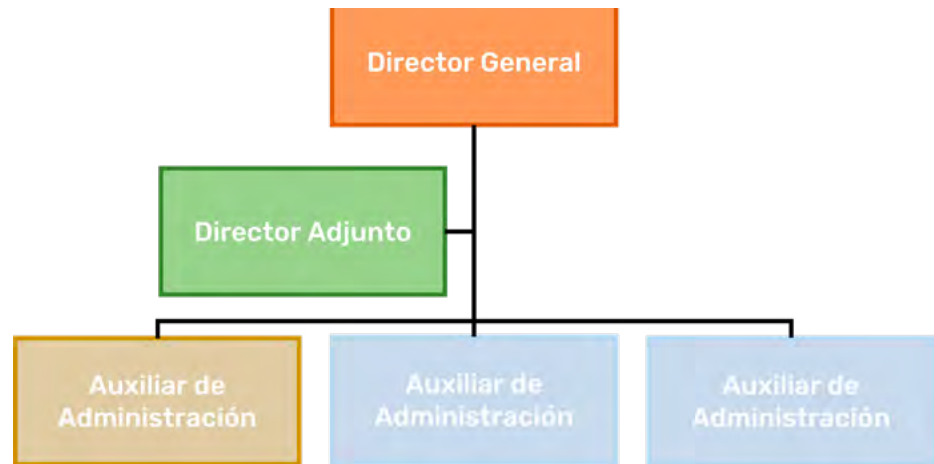 Director General
Director Adjunto
Auxiliar de
Administración
Auxiliar de
Administración
Auxiliar de
Administración